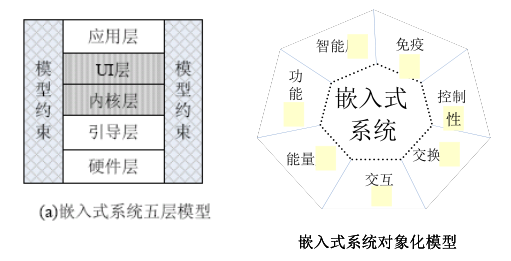 应用层
UI层
内核层
引导层
硬件层
模型约束
模型约束
(a)嵌入式系统五层模型
智能
免疫
功能
控制
性
嵌入式
系统
能量
交换
交互
嵌入式系统对象化模型